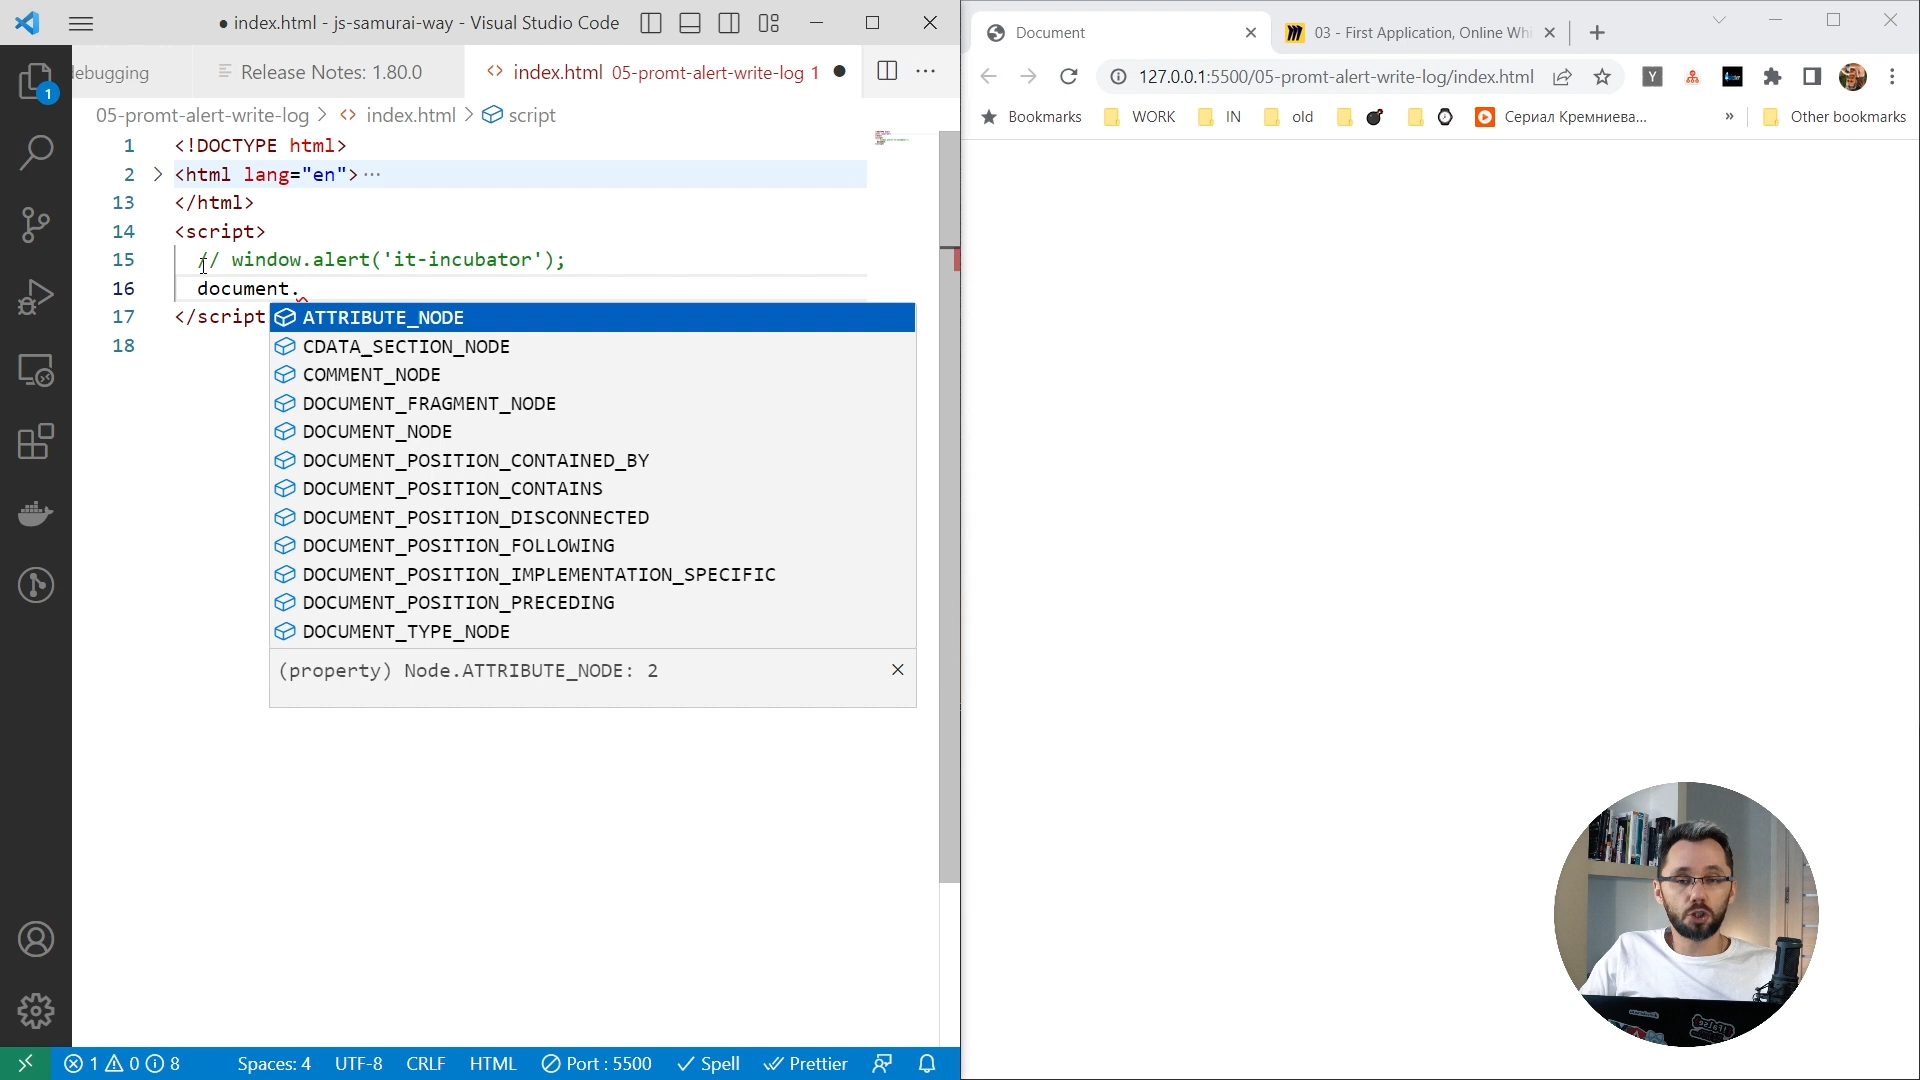 ● index.html - js-samurai-way - Visual Studio Code
ebugging
Release Notes: 1.80.0
<> index.html 05-promt-alert-write-log 1 ●
05-promt-alert-write-log > <> index.html > script
1 <!DOCTYPE html>
2 > <html lang="en"> ...
13 </html>
14 <script>
15 // window.alert('it-incubator');
16 document.
17 </script
18
ATTRIBUTE_NODE
CDATA_SECTION_NODE
COMMENT_NODE
DOCUMENT_FRAGMENT_NODE
DOCUMENT_NODE
DOCUMENT_POSITION_CONTAINED_BY
DOCUMENT_POSITION_CONTAINS
DOCUMENT_POSITION_DISCONNECTED
DOCUMENT_POSITION_FOLLOWING
DOCUMENT_POSITION_IMPLEMENTATION_SPECIFIC
DOCUMENT_POSITION_PRECEDING
DOCUMENT_TYPE_NODE
(property) Node.ATTRIBUTE_NODE: 2
1
1 0 8
Spaces: 4
UTF-8
CRLF
HTML
Port : 5500
Spell
Prettier
Document
03 - First Application, Online Whi
127.0.0.1:5500/05-promt-alert-write-log/index.html
Y
Bookmarks
WORK
IN
old
Сериал Кремниева...
»
Other bookmarks